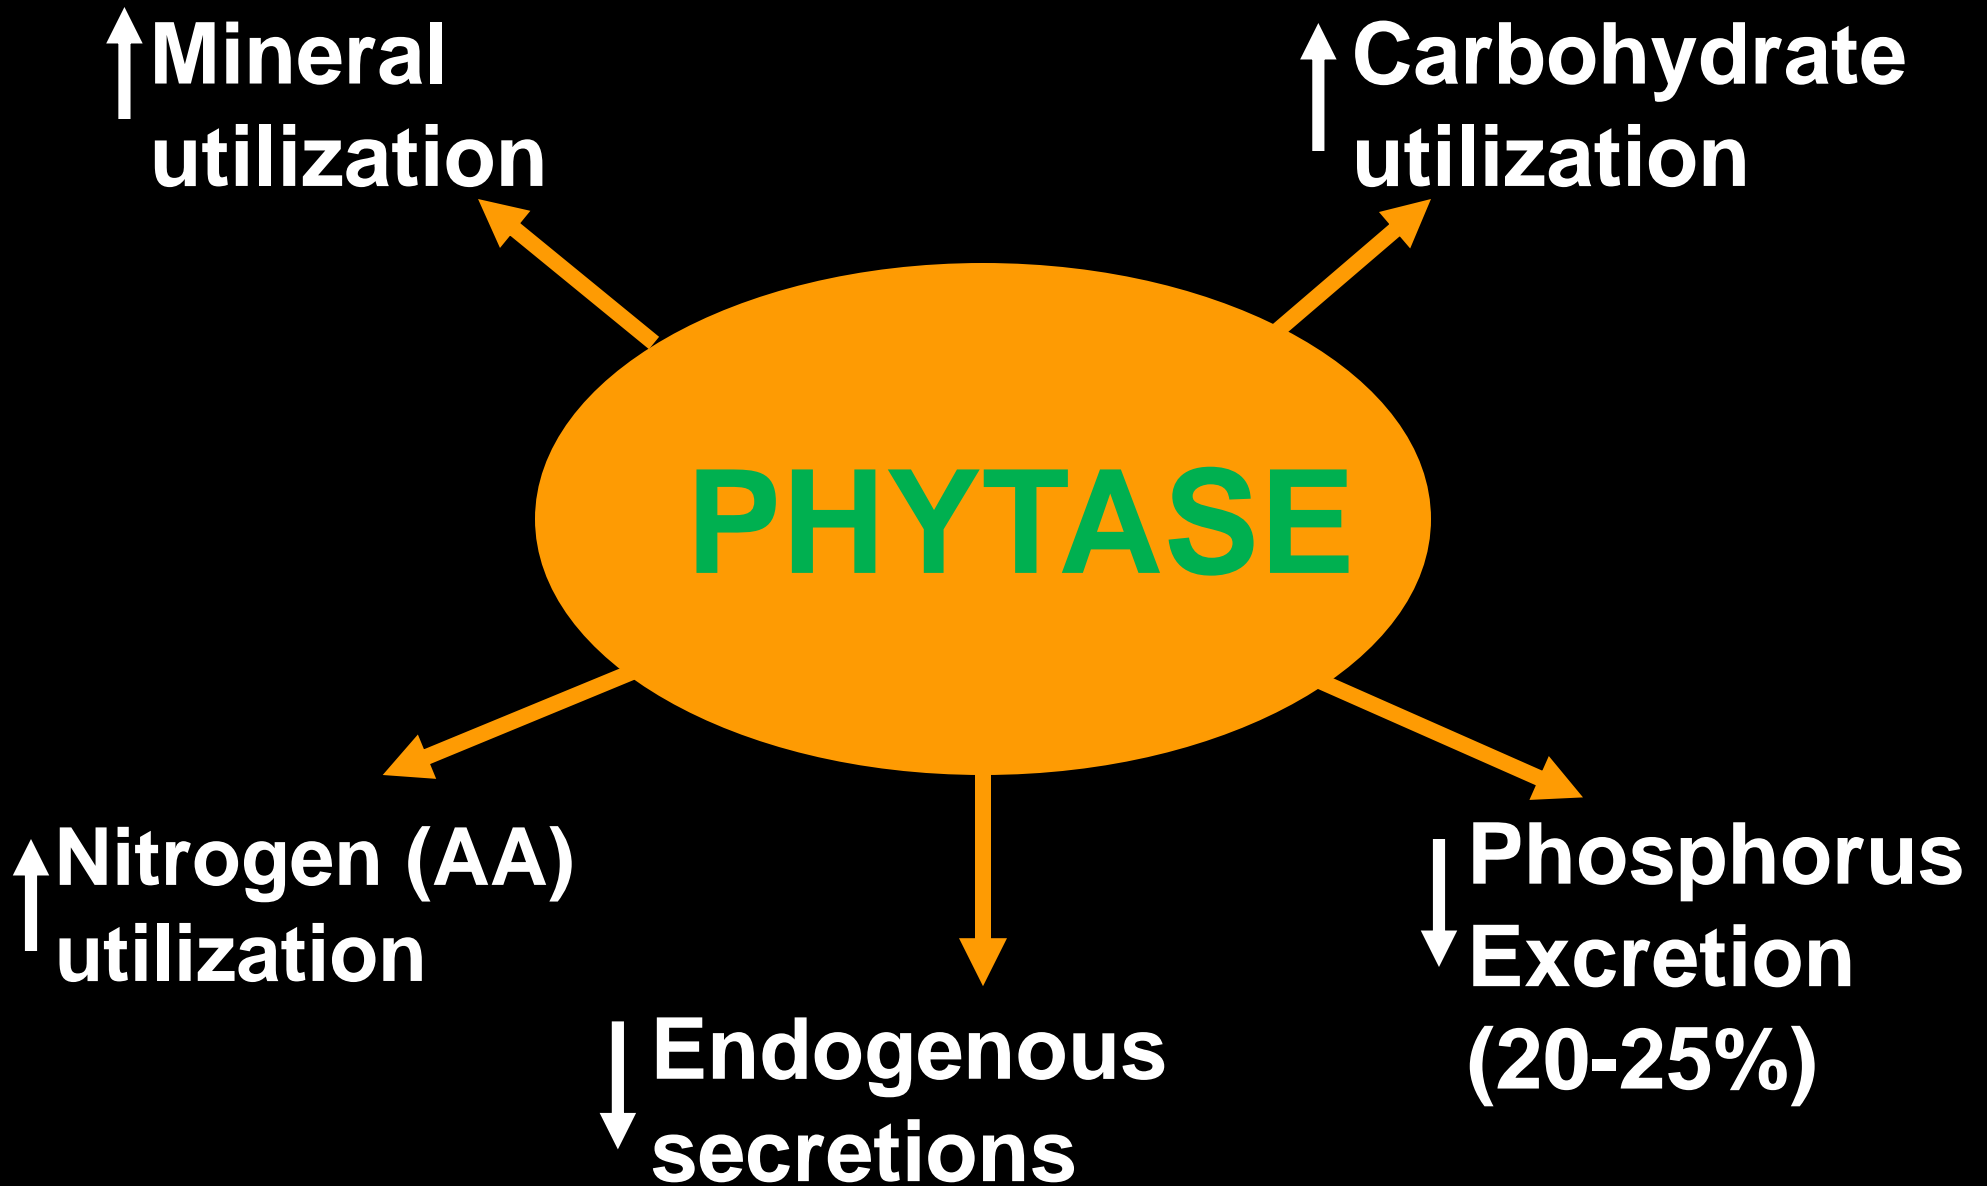 Mineral
utilization
Carbohydrate
utilization
PHYTASE
Nitrogen (AA)
utilization
Endogenous
secretions
Phosphorus
Excretion
(20-25%)